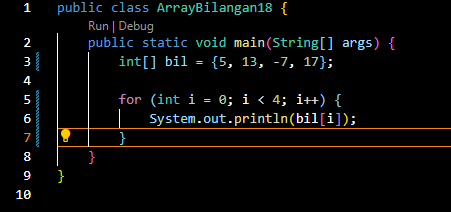 1 public class ArrayBilangan18 {
Run | Debug
2 public static void main(String[] args) {
3 int[] bil = {5, 13, -7, 17};
4
5 for (int i = 0; i < 4; i++) {
6 System.out.println(bil[i]);
7 }
8 }
9 }
10